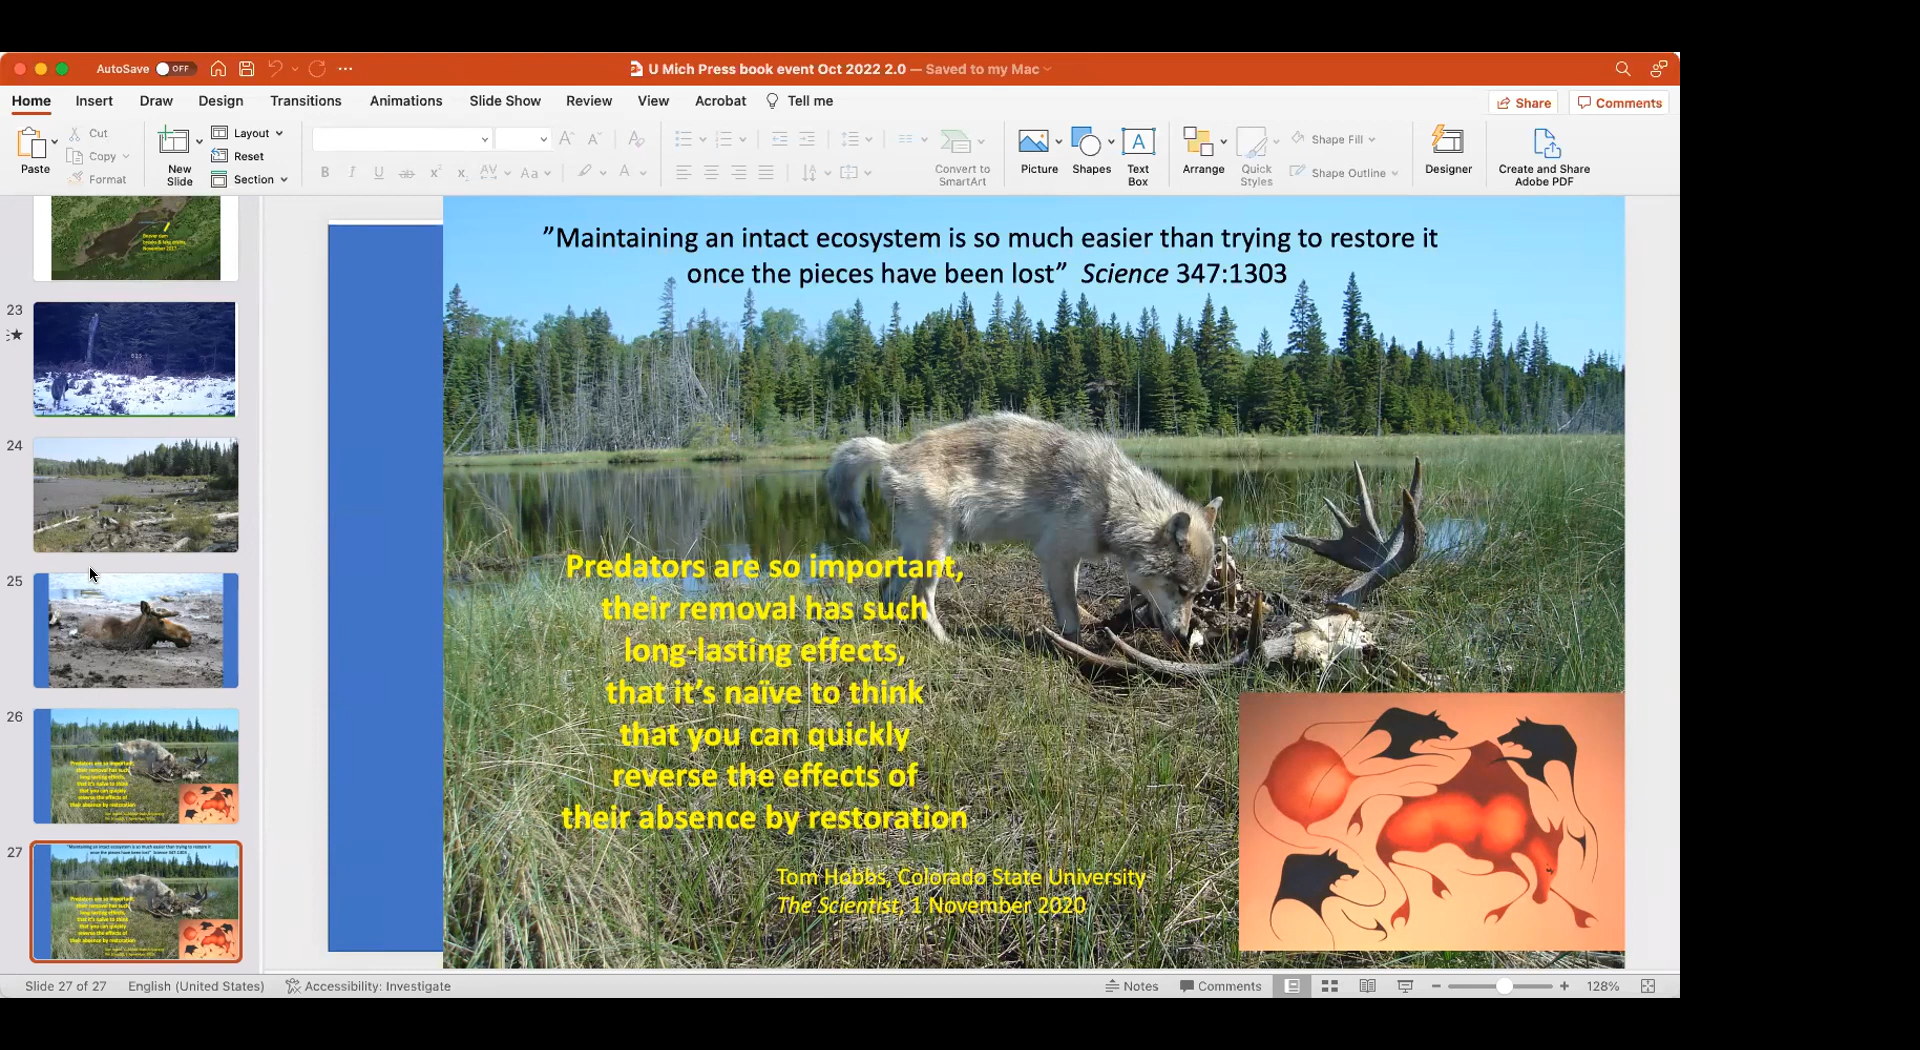 AutoSave OFF
U Mich Press book event Oct 2022 2.0 — Saved to my Mac
Home Insert Draw Design Transitions Animations Slide Show Review View Acrobat Tell me
Share Comments
Paste
Cut
Copy
Format
New Slide
Layout
Reset
Section
B I U ab X² X₂ AV Aa A
Convert to SmartArt
Picture
Shapes
Text Box
Arrange
Quick Styles
Shape Fill
Shape Outline
Designer
Create and Share Adobe PDF
23
24
25
26
27
”Maintaining an intact ecosystem is so much easier than trying to restore it
once the pieces have been lost” Science 347:1303
Predators are so important,
their removal has such
long-lasting effects,
that it’s naïve to think
that you can quickly
reverse the effects of
their absence by restoration
Tom Hobbs, Colorado State University
The Scientist, 1 November 2020
Slide 27 of 27 English (United States) Accessibility: Investigate
Notes Comments 128%